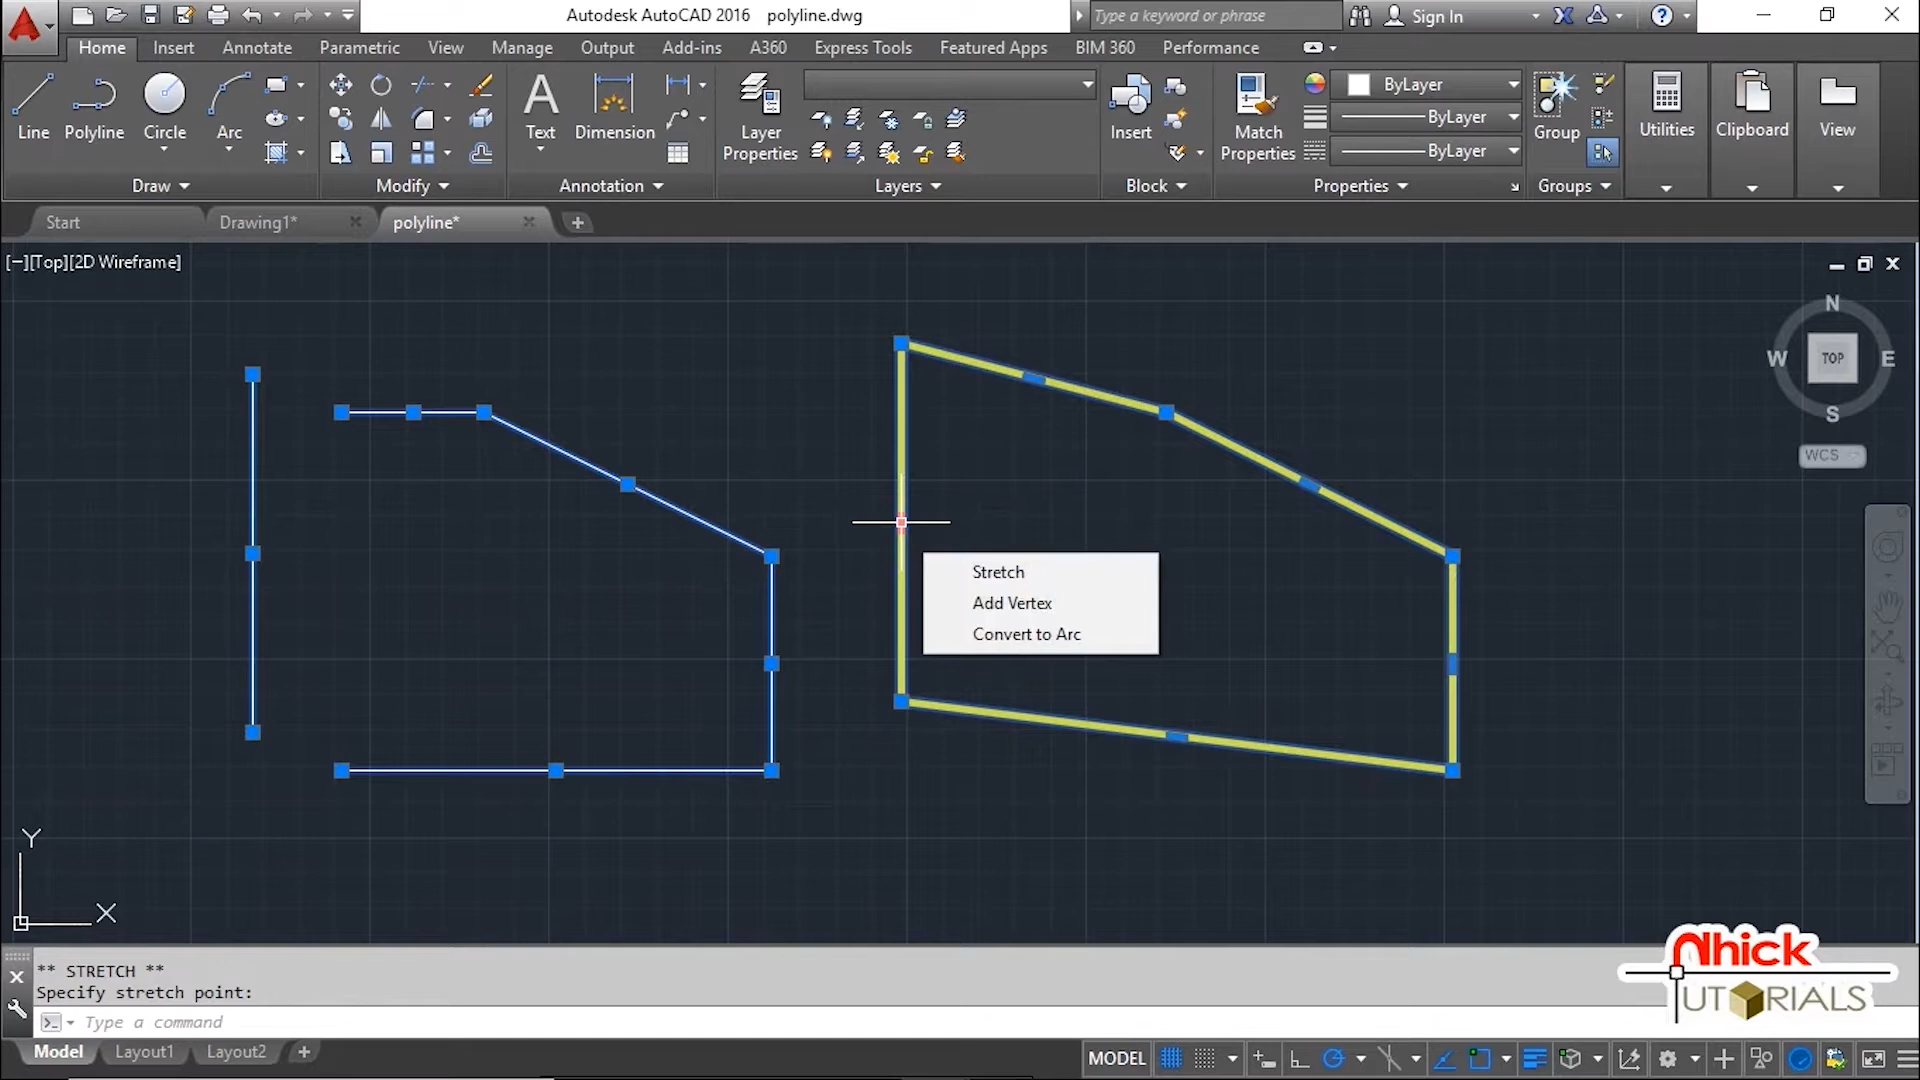 Autodesk AutoCAD 2016 polyline.dwg
Type a keyword or phrase
Sign In
Home Insert Annotate Parametric View Manage Output Add-ins A360 Express Tools Featured Apps BIM 360 Performance
Line Polyline Circle Arc
Text Dimension
Layer Properties
Insert
Match Properties
ByLayer
ByLayer
ByLayer
Group
Utilities
Clipboard
View
Draw Modify Annotation Layers Block Properties Groups
Start Drawing1* polyline*
[−][Top][2D Wireframe]
N
W TOP E
S
WCS
Stretch
Add Vertex
Convert to Arc
Y
X
** STRETCH **
Specify stretch point:
Type a command
Nhick
TUTORIALS
Model Layout1 Layout2
MODEL